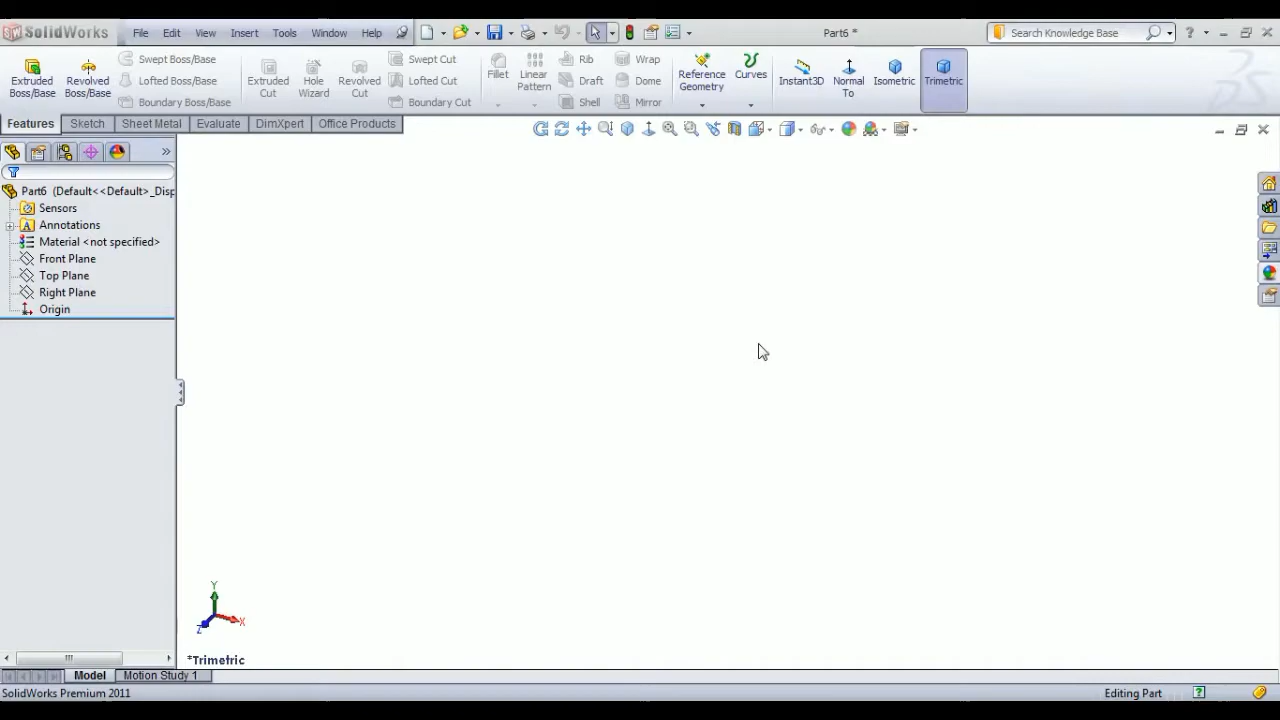 SolidWorks File Edit View Insert Tools Window Help Part6 * Search Knowledge Base ?
Extruded Boss/Base
Revolved Boss/Base
Swept Boss/Base
Lofted Boss/Base
Boundary Boss/Base
Extruded Cut
Hole Wizard
Revolved Cut
Swept Cut
Lofted Cut
Boundary Cut
Fillet
Linear Pattern
Rib
Draft
Shell
Wrap
Dome
Mirror
Reference Geometry
Curves
Instant3D
Normal To
Isometric
Trimetric
Features Sketch Sheet Metal Evaluate DimXpert Office Products
Part6 (Default<<Default>_Disp
Sensors
Annotations
Material <not specified>
Front Plane
Top Plane
Right Plane
Origin
Y
X
Z
*Trimetric
Model Motion Study 1
SolidWorks Premium 2011 Editing Part ?